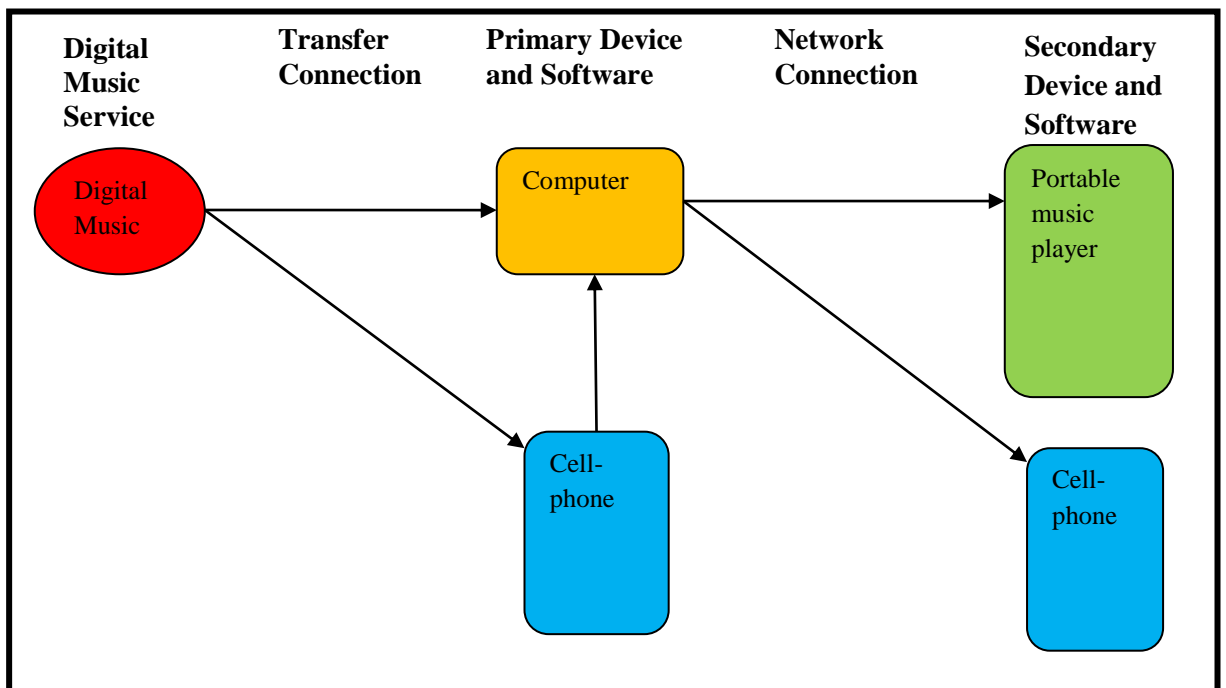 Digital
Music
Service
Transfer
Connection
Primary Device
and Software
Network
Connection
Secondary
Device and
Software
Digital
Music
Computer
Portable
music
player
Cell-
phone
Cell-
phone